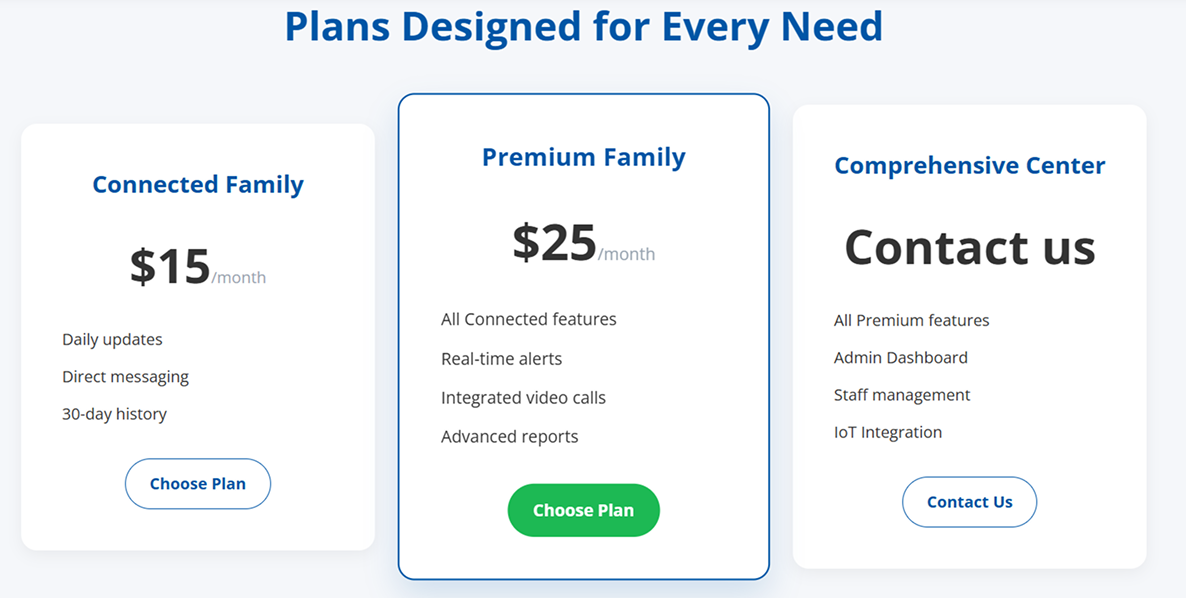 Plans Designed for Every Need
Connected Family
$15/month
Daily updates
Direct messaging
30-day history
Choose Plan
Premium Family
$25/month
All Connected features
Real-time alerts
Integrated video calls
Advanced reports
Choose Plan
Comprehensive Center
Contact us
All Premium features
Admin Dashboard
Staff management
IoT Integration
Contact Us